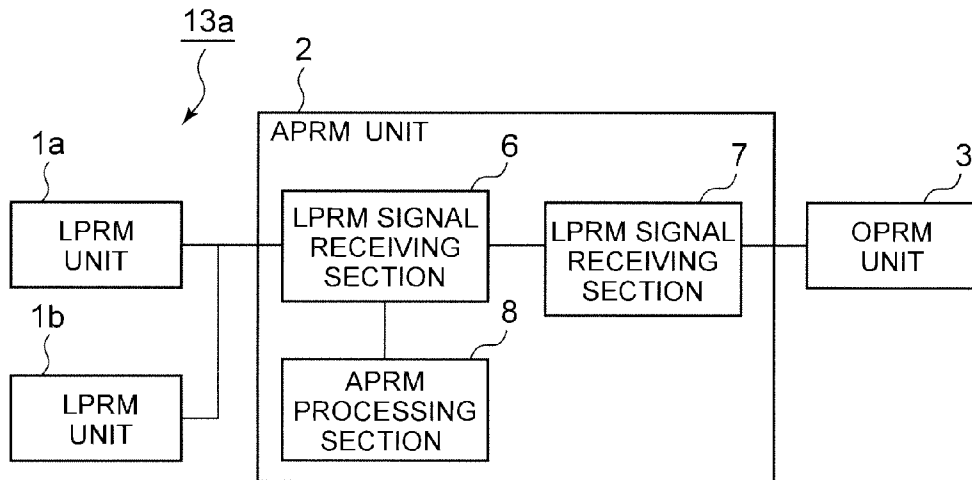 13a
2
APRM UNIT
1a
LPRM
UNIT
6
LPRM SIGNAL
RECEIVING
SECTION
7
LPRM SIGNAL
RECEIVING
SECTION
3
OPRM
UNIT
1b
LPRM
UNIT
8
APRM
PROCESSING
SECTION